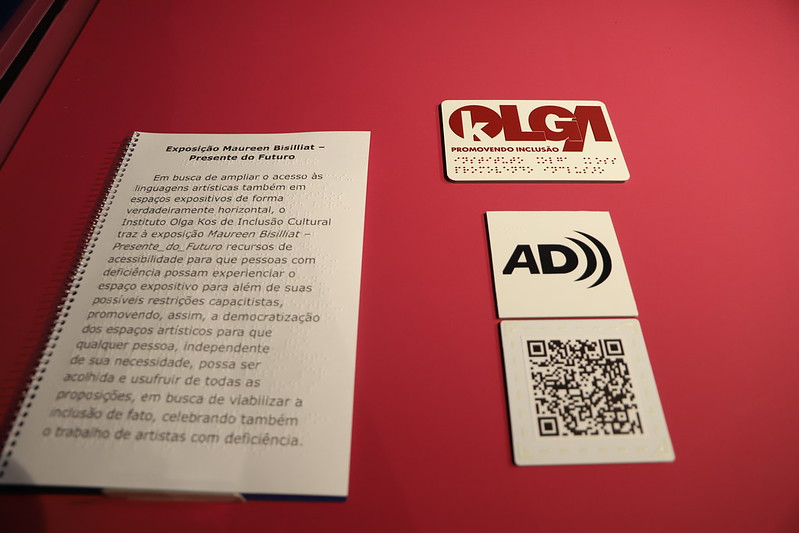 Exposição Maureen Bisilliat –
Presente do Futuro
Em busca de ampliar o acesso às
linguagens artísticas também em
espaços expositivos de forma
verdadeiramente horizontal, o
Instituto Olga Kos de Inclusão Cultural
traz à exposição Maureen Bisilliat –
Presente_do_Futuro recursos de
acessibilidade para que pessoas com
deficiência possam experienciar o
espaço expositivo para além de suas
possíveis restrições capacitistas,
promovendo, assim, a democratização
dos espaços artísticos para que
qualquer pessoa, independente
de sua necessidade, possa ser
acolhida e usufruir de todas as
proposições, em busca de viabilizar a
inclusão de fato, celebrando também
o trabalho de artistas com deficiência.
OLGA
k
PROMOVENDO INCLUSÃO
AD